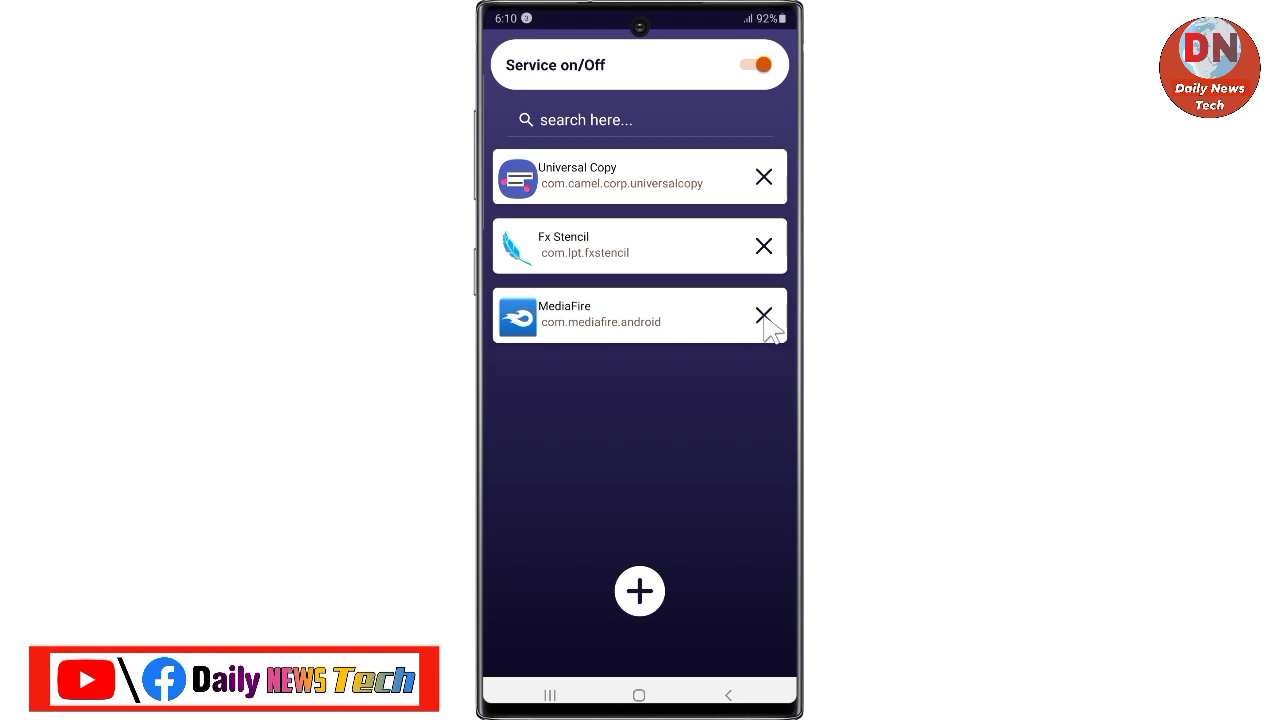 6:10 3 92%
DN
Daily News
Tech
Service on/Off
search here...
Universal Copy
com.camel.corp.universalcopy
Fx Stencil
com.lpt.fxstencil
MediaFire
com.mediafire.android
Daily NEWS Tech